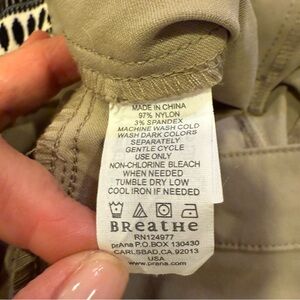 MADE IN CHINA
97% NYLON
3% SPANDEX
MACHINE WASH COLD
WASH DARK COLORS
SEPARATELY
GENTLE CYCLE
USE ONLY
NON-CHLORINE BLEACH
WHEN NEEDED
TUMBLE DRY LOW
COOL IRON IF NEEDED
BReatHe
RN124977
prAna P.O.BOX 130430
CARLSBAD,CA.92013
USA
www.prana.com